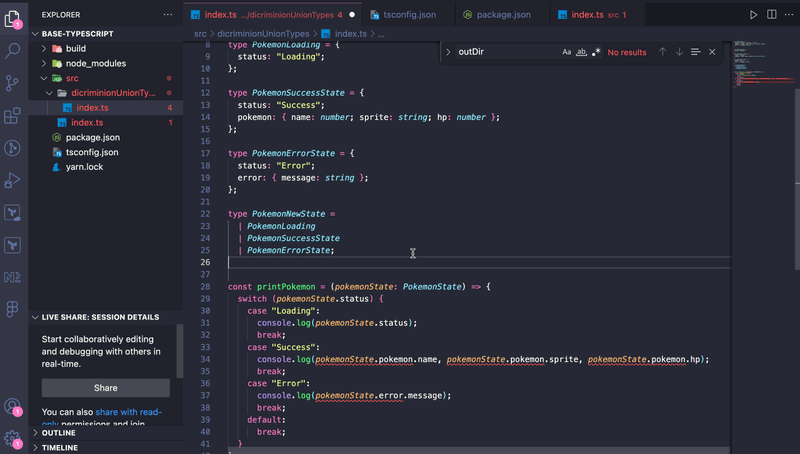 EXPLORER
···
index.ts .../dicriminionUnionTypes 4
tsconfig.json
package.json
index.ts src 1
src > dicriminionUnionTypes > index.ts > ...
BASE-TYPESCRIPT
build
node_modules
src
dicriminionUnionTy...
index.ts 4
index.ts 1
package.json
tsconfig.json
yarn.lock
outDir
Aa ab .* No results
8 type PokemonLoading = {
9 status: "Loading";
10 };
11
12 type PokemonSuccessState = {
13 status: "Success";
14 pokemon: { name: number; sprite: string; hp: number };
15 };
16
17 type PokemonErrorState = {
18 status: "Error";
19 error: { message: string };
20 };
21
22 type PokemonNewState =
23 | PokemonLoading
24 | PokemonSuccessState
25 | PokemonErrorState;
26
27
28 const printPokemon = (pokemonState: PokemonState) => {
29 switch (pokemonState.status) {
30 case "Loading":
31 console.log(pokemonState.status);
32 break;
33 case "Success":
34 console.log(pokemonState.pokemon.name, pokemonState.pokemon.sprite, pokemonState.pokemon.hp);
35 break;
36 case "Error":
37 console.log(pokemonState.error.message);
38 break;
39 default:
40 break;
41 }
LIVE SHARE: SESSION DETAILS
Start collaboratively editing
and debugging with others in
real-time.
Share
You can also share with read-
only permissions and join
OUTLINE
TIMELINE
1
N2
1
1